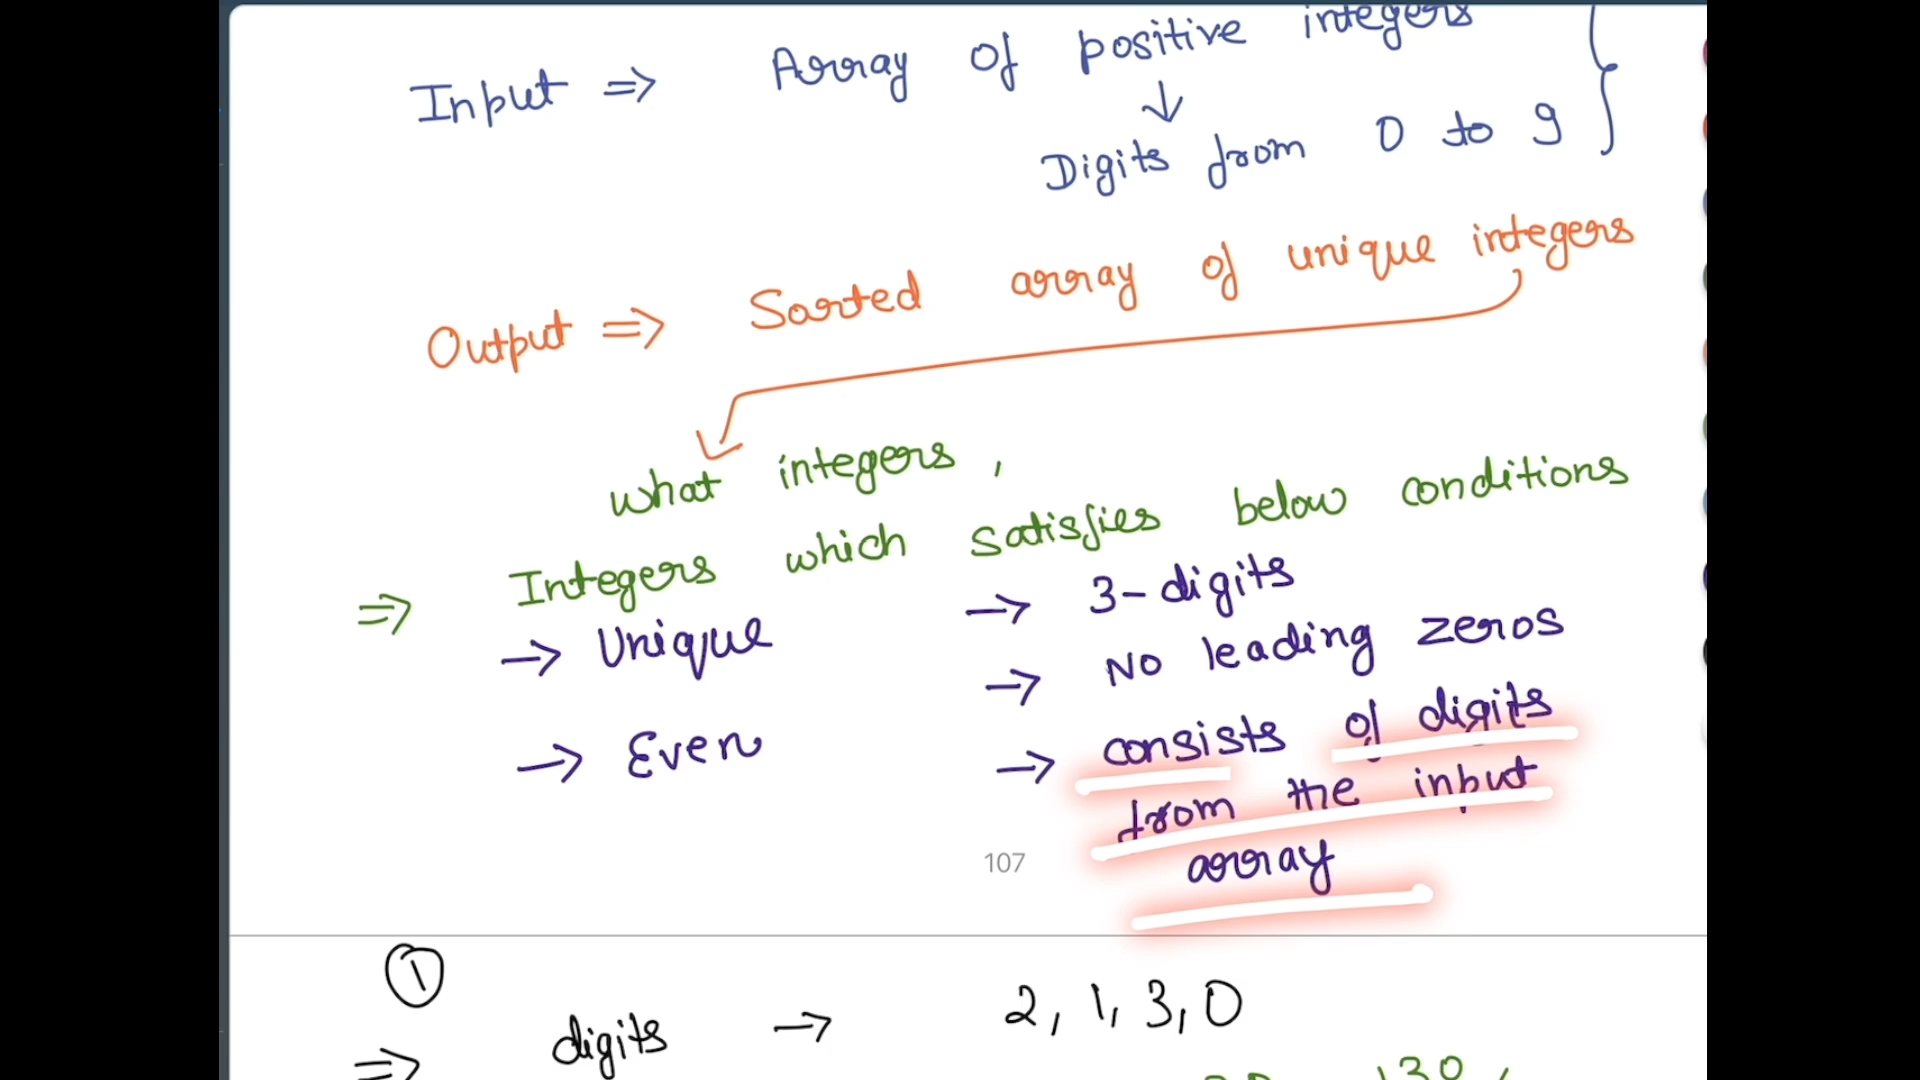 Input => Array of positive integers
Digits from 0 to 9
Output => Sorted array of unique integers
what integers,
=> Integers which satisfies below conditions
→ Unique → 3-digits
→ No leading zeros
→ Even → consists of digits
from the input
array
107
①
=> digits → 2, 1, 3, 0
130,